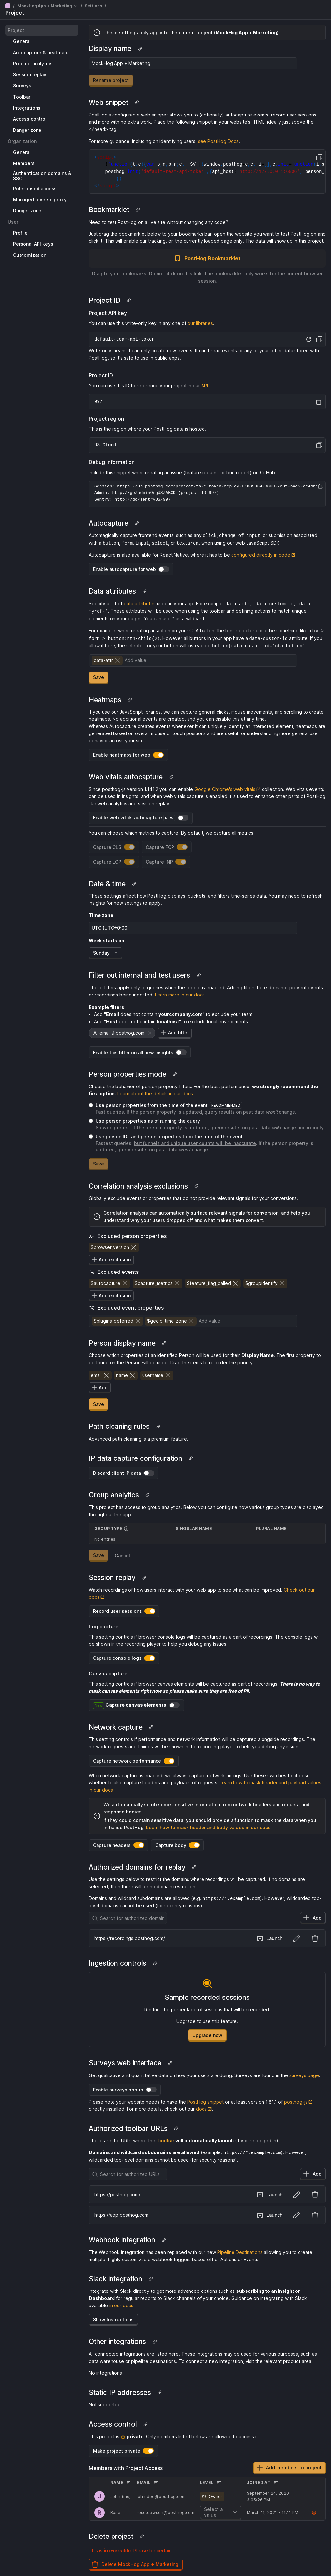 MockHog App + Marketing / Settings /
Project
Project
General
Autocapture & heatmaps
Product analytics
Session replay
Surveys
Toolbar
Integrations
Access control
Danger zone
Organization
General
Members
Authentication domains &
SSO
Role-based access
Managed reverse proxy
Danger zone
User
Profile
Personal API keys
Customization
These settings only apply to the current project (MockHog App + Marketing).
Display name
MockHog App + Marketing
Rename project
Web snippet
PostHog's configurable web snippet allows you to (optionally) autocapture events, record user sessions,
and more with no extra work. Place the following snippet in your website's HTML, ideally just above the
</head> tag.
For more guidance, including on identifying users, see PostHog Docs.
Bookmarklet
Need to test PostHog on a live site without changing any code?
Just drag the bookmarklet below to your bookmarks bar, open the website you want to test PostHog on and
click it. This will enable our tracking, on the currently loaded page only. The data will show up in this project.
PostHog Bookmarklet
Drag to your bookmarks. Do not click on this link. The bookmarklet only works for the current browser
session
Project ID
Project API key
You can use this write-only key in any one of our libraries.
default-team-api-token
Write-only means it can only create new events. It can't read events or any of your other data stored with
PostHog, so it's safe to use in public apps.
Project ID
You can use this ID to reference your project in our API.
997
Project region
This is the region where your PostHog data is hosted.
US Cloud
Debug information
Include this snippet when creating an issue (feature request or bug report) on GitHub.
Admin: http://go/adminOrgUS/ABCD (project ID 997)
Sentry: http://go/sentryUS/997
Autocapture
Automatically capture frontend events, such as any click, change of input, or submission associated
with a button, form, input, select, or textarea, when using our web JavaScript SDK.
Autocapture is also available for React Native, where it has to be configured directly in code.
Enable autocapture for web
Data attributes
Specify a list of data attributes used in your app. For example: data-attr, data-custom-id, data-
myref-*. These attributes will be used when using the toolbar and defining actions to match unique
elements on your pages. You can use * as a wildcard.
For example, when creating an action on your CTA button, the best selector could be something like: div >
form > button:nth-child(2). However all buttons in your app have a data-custom-id attribute. If you
allow it here, the selector for your button will instead be button[data-custom-id='cta-button'].
data-attr Add value
Save
Heatmaps
If you use our JavaScript libraries, we can capture general clicks, mouse movements, and scrolling to create
heatmaps. No additional events are created, and you can disable this at any time.
Whereas Autocapture creates events whenever it can uniquely identify an interacted element, heatmaps are
generated based on overall mouse or touch positions and are useful for understanding more general user
behavior across your site.
Enable heatmaps for web
Web vitals autocapture
Since posthog-js version 1.141.2 you can enable Google Chrome's web vitals collection. Web vitals events
can be used in insights, and when web vitals capture is enabled it is used to enhance other parts of PostHog
like web analytics and session replay.
Enable web vitals autocapture NEW
You can choose which metrics to capture. By default, we capture all metrics.
Capture CLS Capture FCP
Capture LCP Capture INP
Date & time
These settings affect how PostHog displays, buckets, and filters time-series data. You may need to refresh
insights for new settings to apply.
Time zone
UTC (UTC±0:00)
Week starts on
Sunday
Filter out internal and test users
These filters apply only to queries when the toggle is enabled. Adding filters here does not prevent events
or recordings being ingested. Learn more in our docs.
Example filters
• Add "Email does not contain yourcompany.com" to exclude your team.
• Add "Host does not contain localhost" to exclude local environments.
email ∌ posthog.com Add filter
Enable this filter on all new insights
Person properties mode
Choose the behavior of person property filters. For the best performance, we strongly recommend the
first option. Learn about the details in our docs.
Use person properties from the time of the event RECOMMENDED
Fast queries. If the person property is updated, query results on past data won't change.
Use person properties as of running the query
Slower queries. If the person property is updated, query results on past data will change accordingly.
Use person IDs and person properties from the time of the event
Fastest queries, but funnels and unique user counts will be inaccurate. If the person property is
updated, query results on past data won't change.
Save
Correlation analysis exclusions
Globally exclude events or properties that do not provide relevant signals for your conversions.
Correlation analysis can automatically surface relevant signals for conversion, and help you
understand why your users dropped off and what makes them convert.
Excluded person properties
$browser_version
Add exclusion
Excluded events
$autocapture $capture_metrics $feature_flag_called $groupidentify
Add exclusion
Excluded event properties
$plugins_deferred $geoip_time_zone Add value
Person display name
Choose which properties of an identified Person will be used for their Display Name. The first property to
be found on the Person will be used. Drag the items to re-order the priority.
email name username
Add
Save
Path cleaning rules
Advanced path cleaning is a premium feature.
IP data capture configuration
Discard client IP data
Group analytics
This project has access to group analytics. Below you can configure how various group types are displayed
throughout the app.
GROUP TYPE SINGULAR NAME PLURAL NAME
No entries
Save Cancel
Session replay
Watch recordings of how users interact with your web app to see what can be improved. Check out our
docs
Record user sessions
Log capture
This setting controls if browser console logs will be captured as a part of recordings. The console logs will
be shown in the recording player to help you debug any issues.
Capture console logs
Canvas capture
This setting controls if browser canvas elements will be captured as part of recordings. There is no way to
mask canvas elements right now so please make sure they are free of PII.
Capture canvas elements
Network capture
This setting controls if performance and network information will be captured alongside recordings. The
network requests and timings will be shown in the recording player to help you debug any issues.
Capture network performance
When network capture is enabled, we always capture network timings. Use these switches to choose
whether to also capture headers and payloads of requests. Learn how to mask header and payload values
in our docs
We automatically scrub some sensitive information from network headers and request and
response bodies.
If they could contain sensitive data, you should provide a function to mask the data when you
initialise PostHog. Learn how to mask header and body values in our docs
Capture headers Capture body
Authorized domains for replay
Use the settings below to restrict the domains where recordings will be captured. If no domains are
selected, then there will be no domain restriction.
Domains and wildcard subdomains are allowed (e.g. https://*.example.com). However, wildcarded top-
level domains cannot be used (for security reasons).
Search for authorized domain Add
https://recordings.posthog.com/ Launch
Ingestion controls
Sample recorded sessions
Restrict the percentage of sessions that will be recorded.
Upgrade to use this feature.
Upgrade now
Surveys web interface
Get qualitative and quantitative data on how your users are doing. Surveys are found in the surveys page.
Enable surveys popup
Please note your website needs to have the PostHog snippet or at least version 1.81.1 of posthog-js
directly installed. For more details, check out our docs.
Authorized toolbar URLs
These are the URLs where the Toolbar will automatically launch (if you're logged in).
Domains and wildcard subdomains are allowed (example: https://*.example.com). However,
wildcarded top-level domains cannot be used (for security reasons).
Search for authorized URLs Add
https://posthog.com/ Launch
https://app.posthog.com Launch
Webhook integration
The Webhook integration has been replaced with our new Pipeline Destinations allowing you to create
multiple, highly customizable webhook triggers based off of Actions or Events.
Slack integration
Integrate with Slack directly to get more advanced options such as subscribing to an Insight or
Dashboard for regular reports to Slack channels of your choice. Guidance on integrating with Slack
available in our docs.
Show Instructions
Other integrations
All connected integrations are listed here. These integrations may be used for various purposes, such as
data warehouse or pipeline destinations. To connect a new integration, visit the relevant product area.
No integrations
Static IP addresses
Not supported
Access control
This project is private. Only members listed below are allowed to access it.
Make project private
Members with Project Access Add members to project
NAME EMAIL LEVEL JOINED AT
J John (me) john.doe@posthog.com Owner September 24, 2020
R Rose rose.dawson@posthog.com Select a
value March 11, 2021 7:11:11 PM
Delete project
This is irreversible. Please be certain.
Delete MockHog App + Marketing